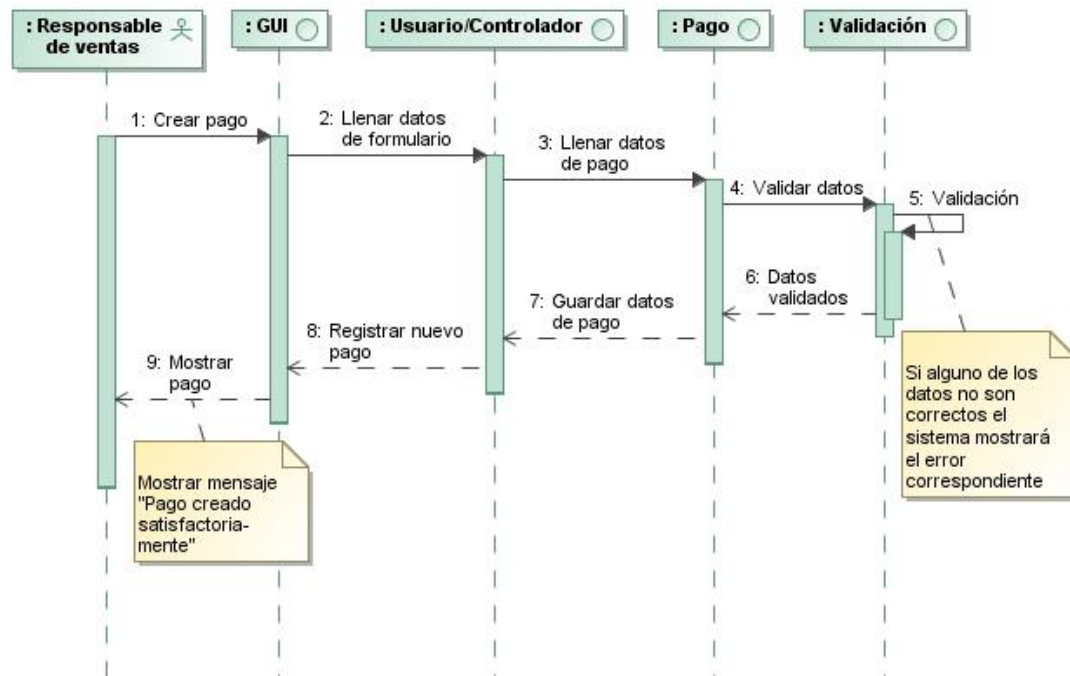 : Responsable
de ventas
: GUI
: Usuario/Controlador
: Pago
: Validación
1: Crear pago
2: Llenar datos
de formulario
3: Llenar datos
de pago
4: Validar datos
5: Validación
6: Datos
validados
7: Guardar datos
de pago
8: Registrar nuevo
pago
9: Mostrar
pago
Si alguno de los
datos no son
correctos el
sistema mostrará
el error
correspondiente
Mostrar mensaje
"Pago creado
satisfactoria-
mente"